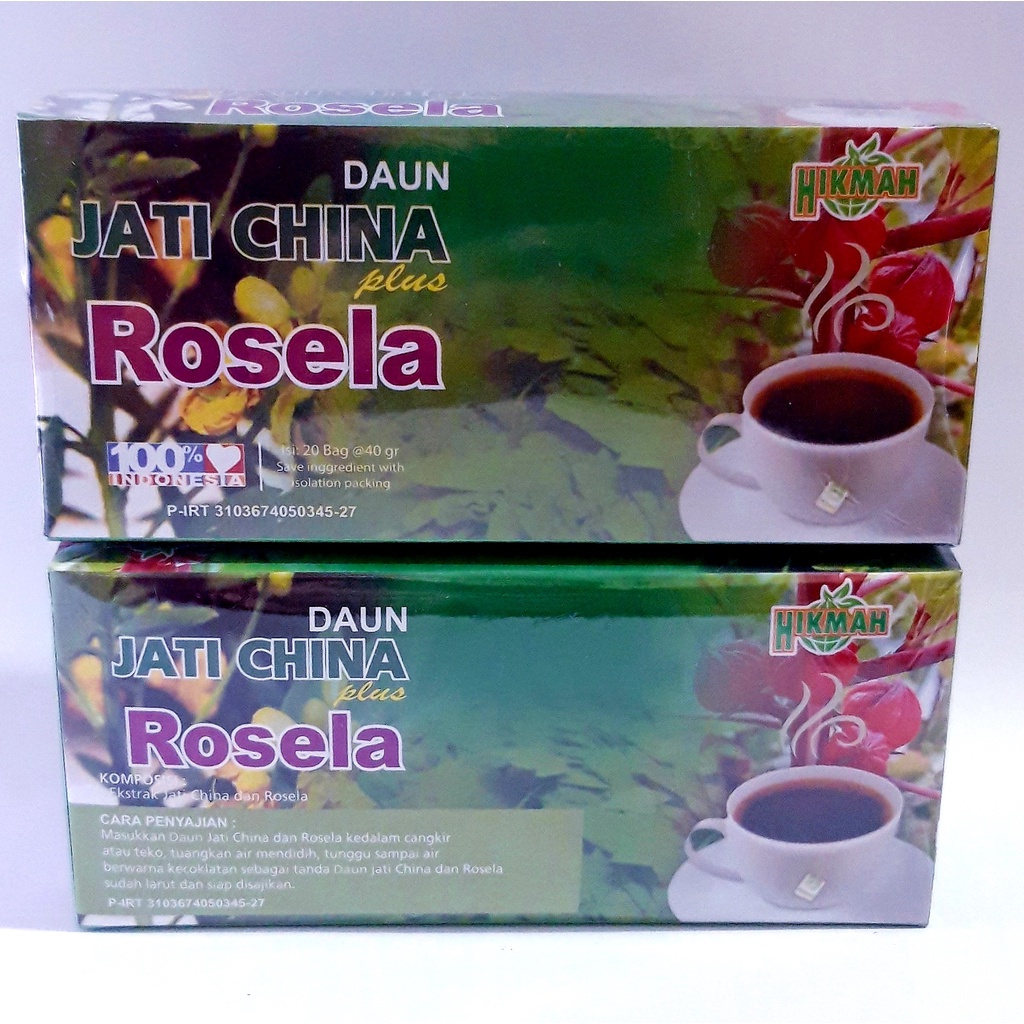 Rosela
DAUN
JATI CHINA
plus
Rosela
HIKMAH
100%
INDONESIA
Isi: 20 Bag @40 gr
Save inggredient with
isolation packing
P-IRT 3103674050345-27
DAUN
JATI CHINA
plus
Rosela
HIKMAH
KOMPOSISI :
Ekstrak Jati China dan Rosela
CARA PENYAJIAN :
Masukkan Daun Jati China dan Rosela kedalam cangkir
atau teko, tuangkan air mendidih, tunggu sampai air
berwarna kecoklatan sebagai tanda Daun jati China dan Rosela
sudah larut dan siap disajikan.
P-IRT 3103674050345-27